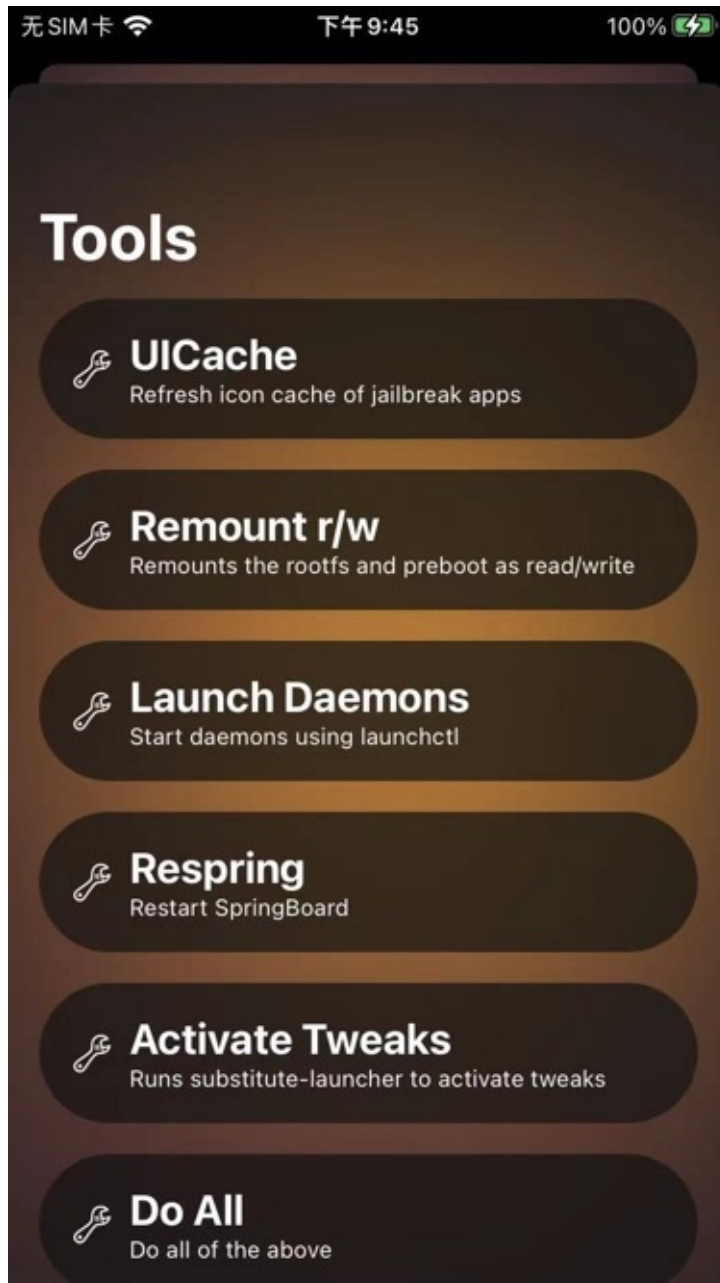 无SIM卡 下午9:45 100%
Tools
UICache
Refresh icon cache of jailbreak apps
Remount r/w
Remounts the rootfs and preboot as read/write
Launch Daemons
Start daemons using launchctl
Respring
Restart SpringBoard
Activate Tweaks
Runs substitute-launcher to activate tweaks
Do All
Do all of the above